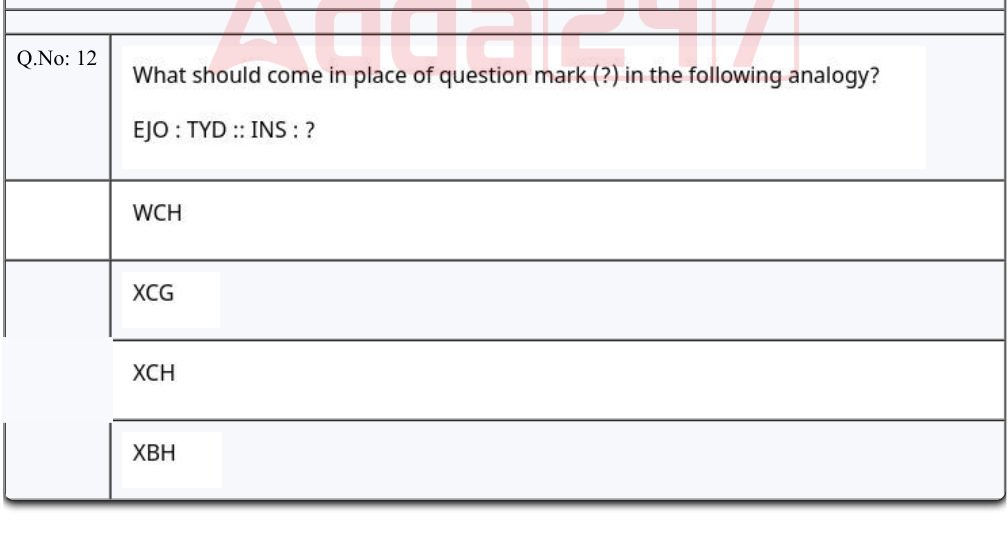 Adda247
Q.No: 12
What should come in place of question mark (?) in the following analogy?
EJO : TYD :: INS : ?
WCH
XCG
XCH
XBH